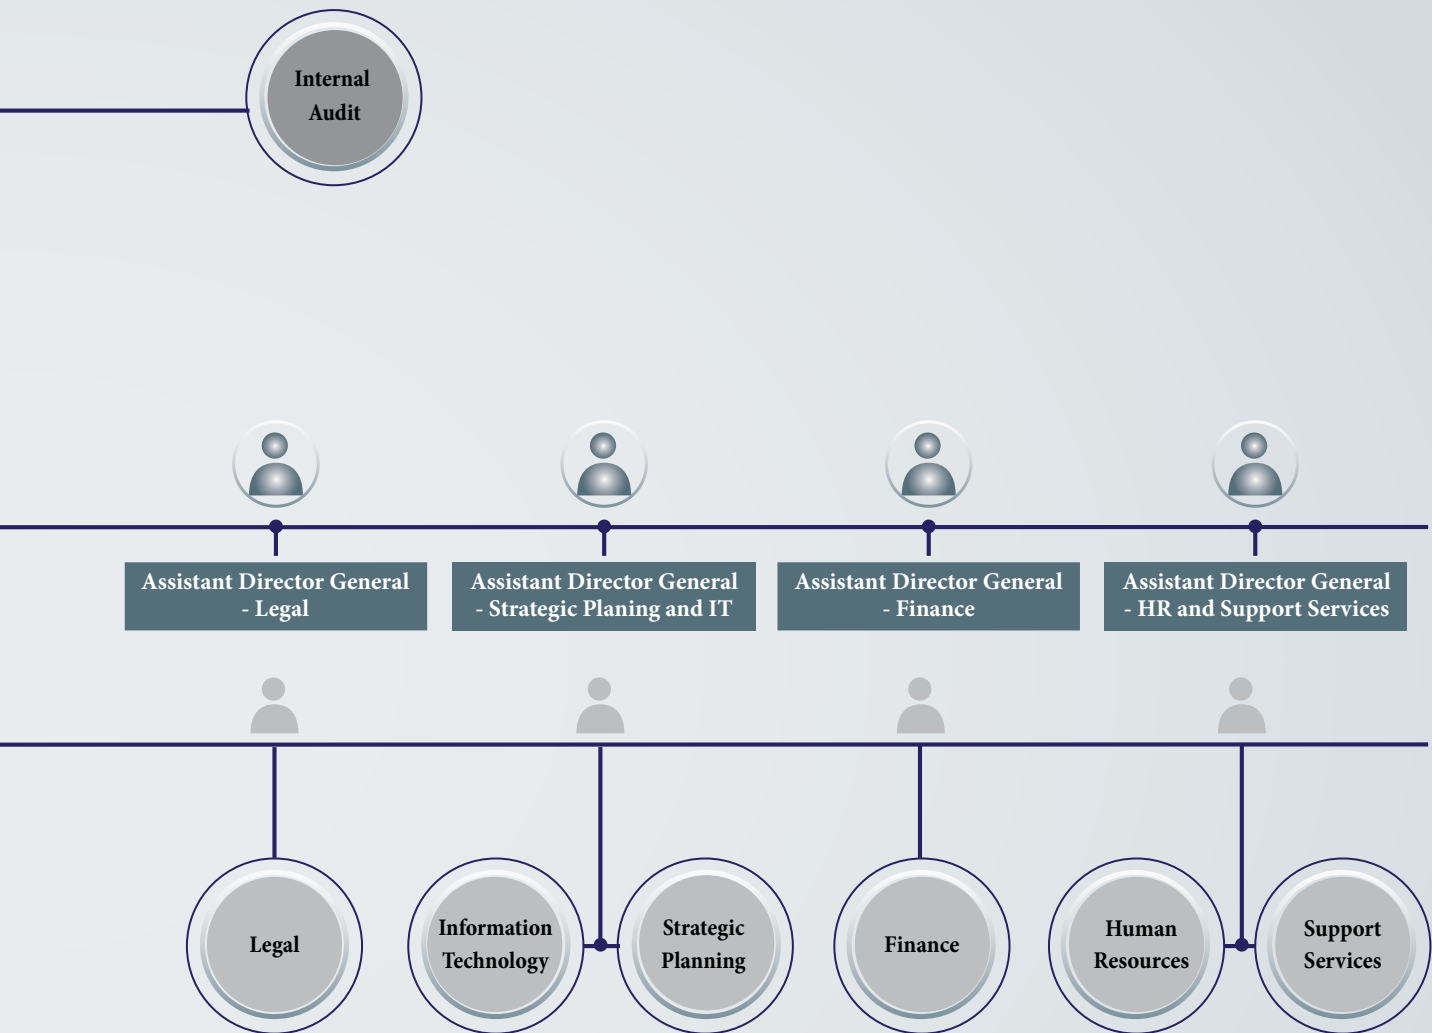 Internal
Audit
Assistant Director General
- Legal
Assistant Director General
- Strategic Planing and IT
Assistant Director General
- Finance
Assistant Director General
- HR and Support Services
Legal
Information
Technology
Strategic
Planning
Finance
Human
Resources
Support
Services